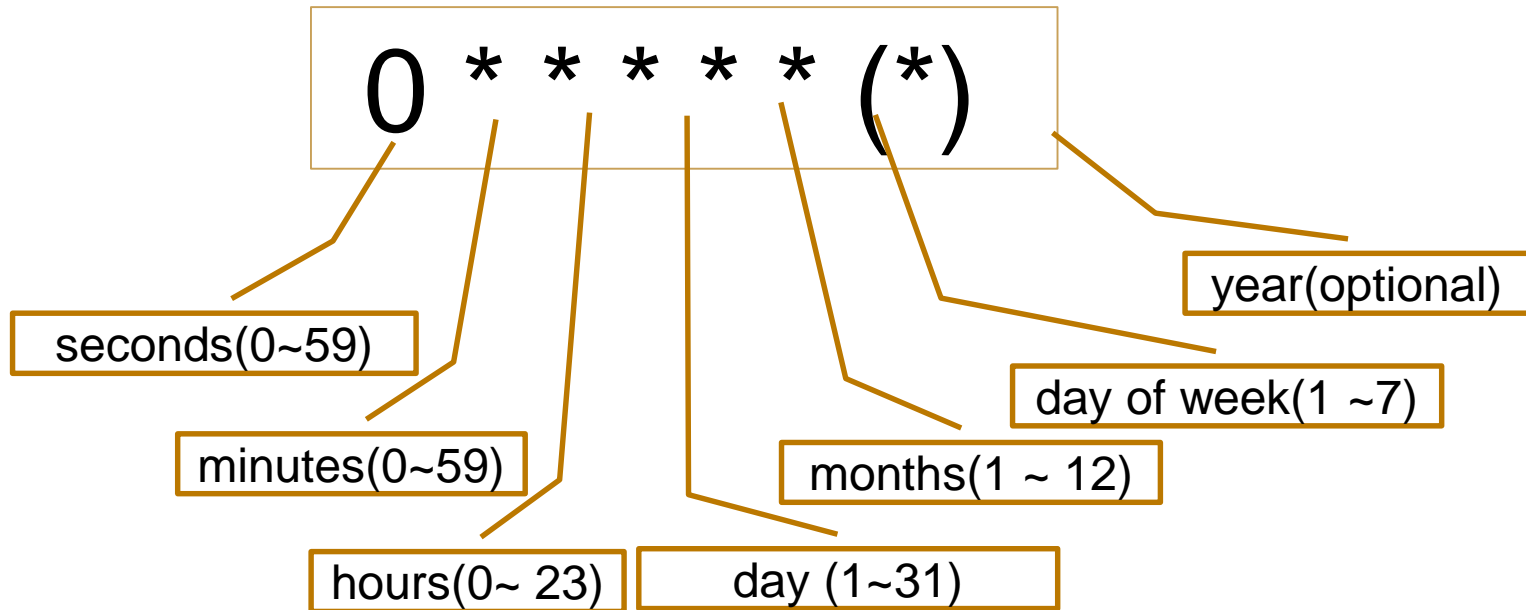 0 * * * * * (*)
year(optional)
seconds(0~59)
day of week(1 ~7)
minutes(0~59)
months(1 ~ 12)
hours(0~ 23)
day (1~31)